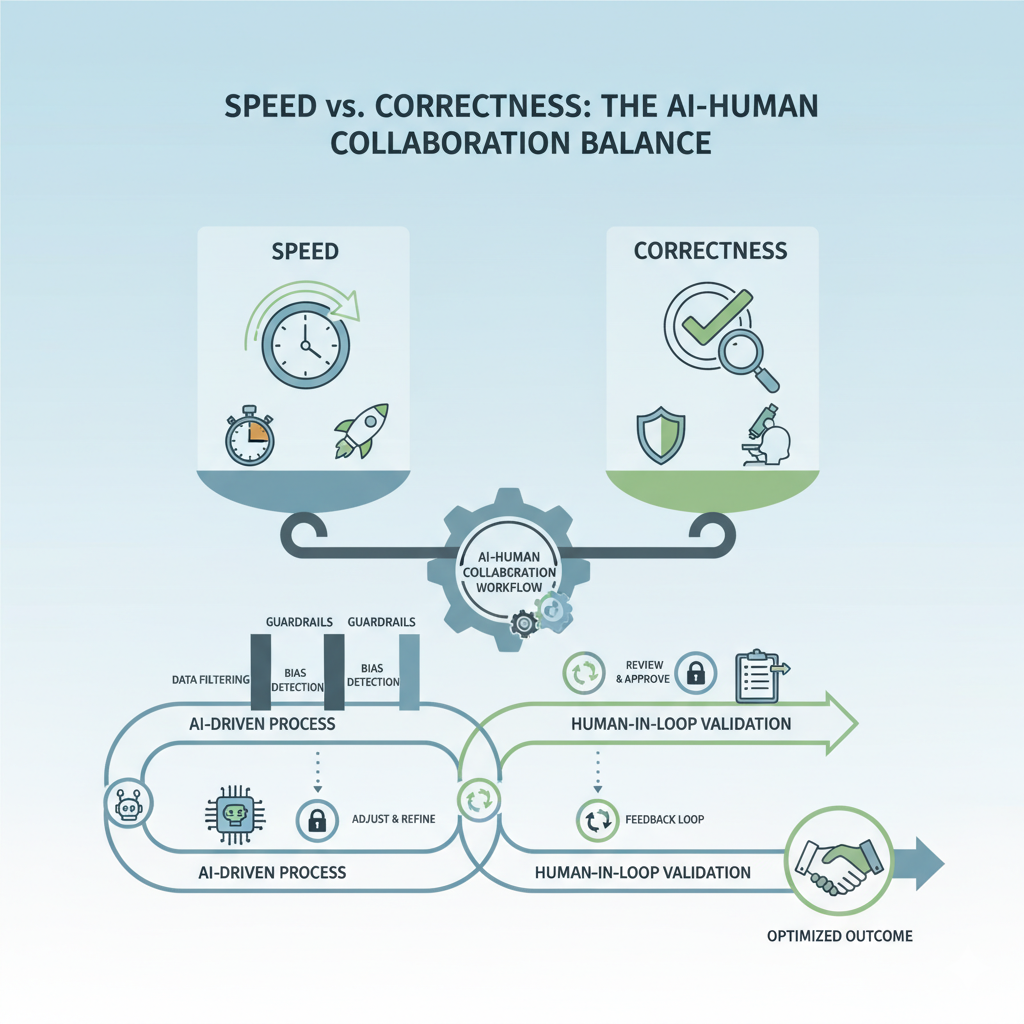 SPEED vs. CORRECTNESS: THE AI-HUMAN
COLLABORATION BALANCE
SPEED
CORRECTNESS
AI-HUMAN
COLLABCRATION
WORKFLOW
GUARDRAILS
GUARDRAILS
DATA FILTERING
BIAS
DETECTION
BIAS
DETECTION
REVIEW
& APPROVE
AI-DRIVEN PROCESS
HUMAN-IN-LOOP VALIDATION
ADJUST & REFINE
FEEDBACK LOOP
AI-DRIVEN PROCESS
HUMAN-IN-LOOP VALIDATION
OPTIMIZED OUTCOME